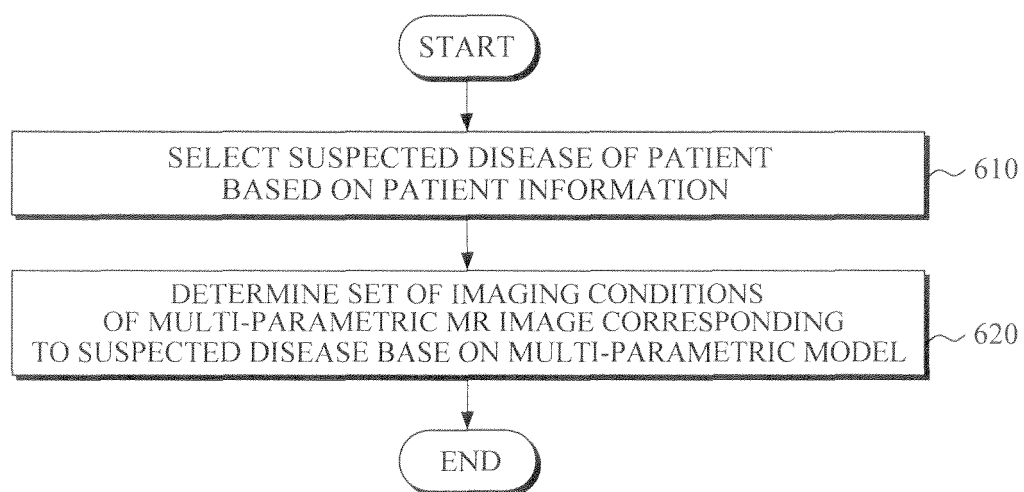 START
SELECT SUSPECTED DISEASE OF PATIENT
BASED ON PATIENT INFORMATION
610
DETERMINE SET OF IMAGING CONDITIONS
OF MULTI-PARAMETRIC MR IMAGE CORRESPONDING
TO SUSPECTED DISEASE BASE ON MULTI-PARAMETRIC MODEL
620
END